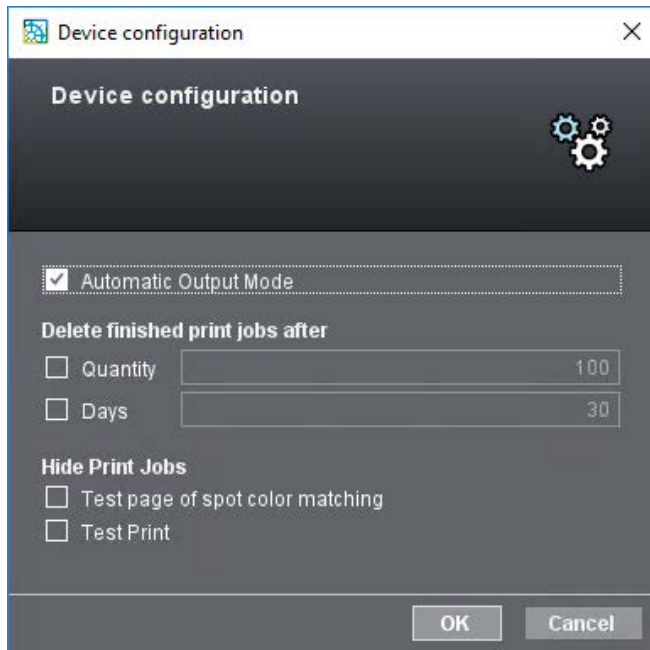 Device configuration
Device configuration
Automatic Output Mode
Delete finished print jobs after
Quantity 100
Days 30
Hide Print Jobs
Test page of spot color matching
Test Print
OK Cancel